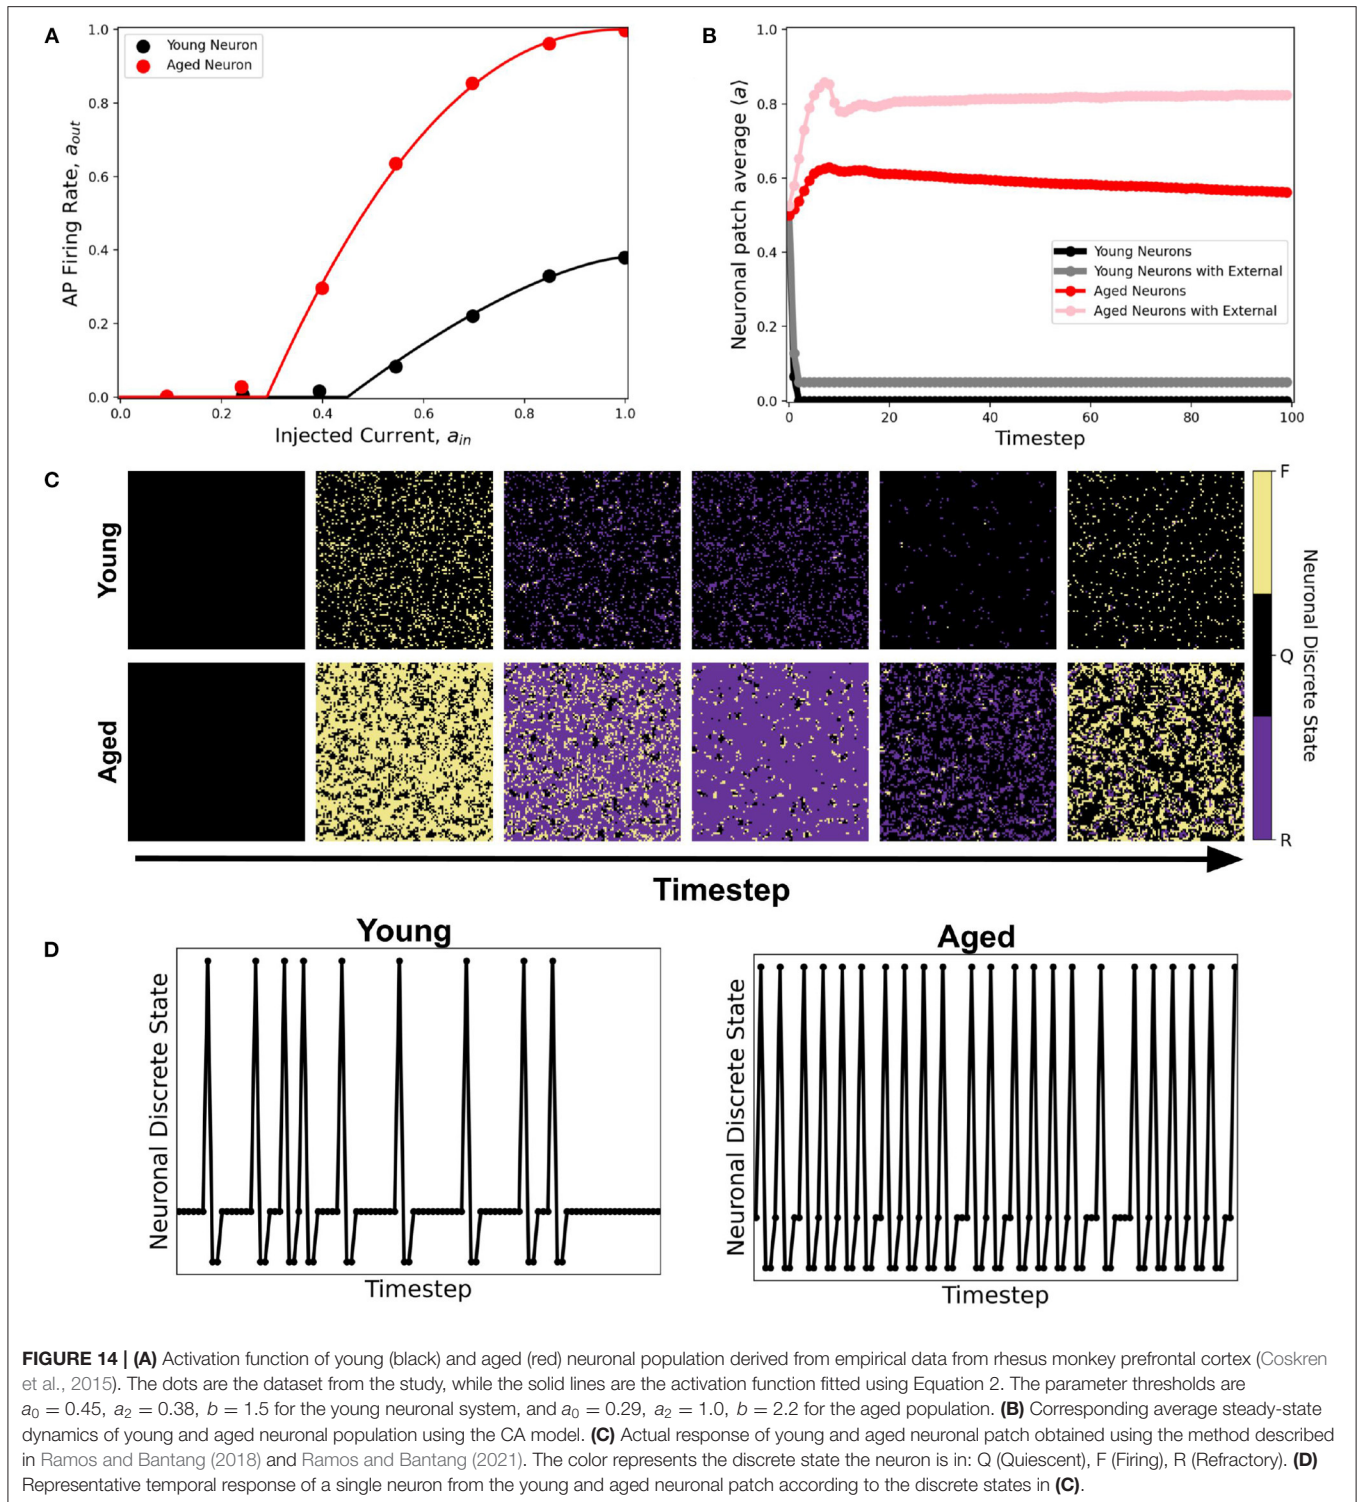 A
1.0
0.8
0.6
0.4
0.2
0.0
AP Firing Rate, a_out
Young Neuron
Aged Neuron
0.0 0.2 0.4 0.6 0.8 1.0
Injected Current, a_in
B
1.0
0.8
0.6
0.4
0.2
0.0
Neuronal patch average ⟨a⟩
Young Neurons
Young Neurons with External
Aged Neurons
Aged Neurons with External
0 20 40 60 80 100
Timestep
C
Young
Aged
F
Q
R
Neuronal Discrete State
Timestep
D
Young
Neuronal Discrete State
Timestep
Aged
Neuronal Discrete State
Timestep
FIGURE 14 | (A) Activation function of young (black) and aged (red) neuronal population derived from empirical data from rhesus monkey prefrontal cortex (Coskren
et al., 2015). The dots are the dataset from the study, while the solid lines are the activation function fitted using Equation 2. The parameter thresholds are
a₀ = 0.45, a₂ = 0.38, b = 1.5 for the young neuronal system, and a₀ = 0.29, a₂ = 1.0, b = 2.2 for the aged population. (B) Corresponding average steady-state
dynamics of young and aged neuronal population using the CA model. (C) Actual response of young and aged neuronal patch obtained using the method described
in Ramos and Bantang (2018) and Ramos and Bantang (2021). The color represents the discrete state the neuron is in: Q (Quiescent), F (Firing), R (Refractory). (D)
Representative temporal response of a single neuron from the young and aged neuronal patch according to the discrete states in (C).